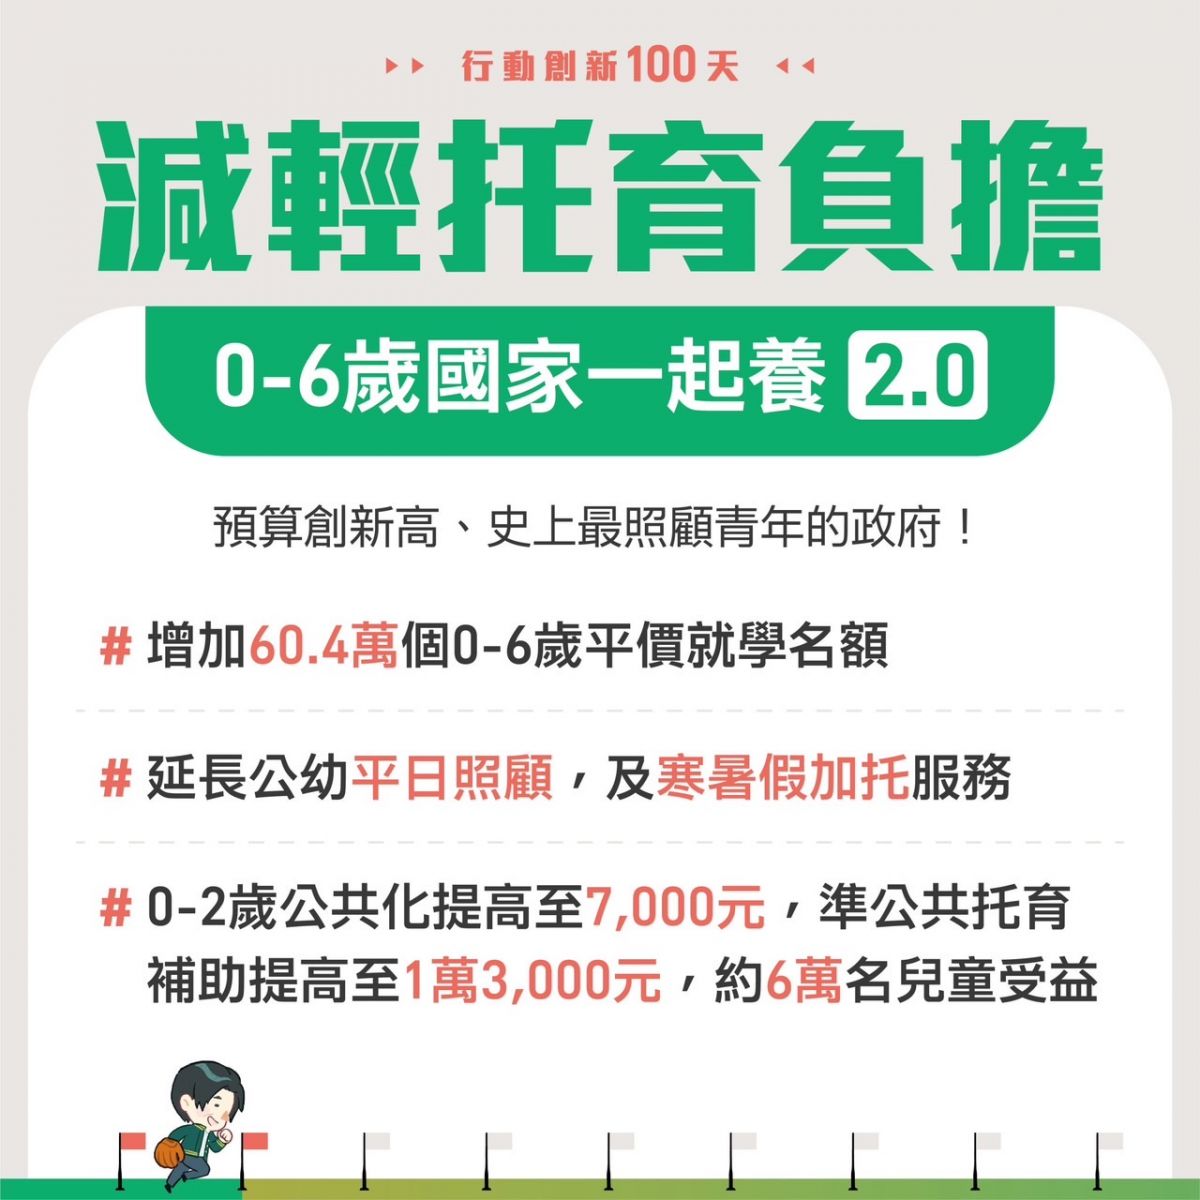 行動創新100天
減輕托育負擔
0-6歲國家一起養 2.0
預算創新高、史上最照顧青年的政府！
# 增加60.4萬個0-6歲平價就學名額
# 延長公幼平日照顧，及寒暑假加托服務
# 0-2歲公共化提高至7,000元，準公共托育
補助提高至1萬3,000元，約6萬名兒童受益